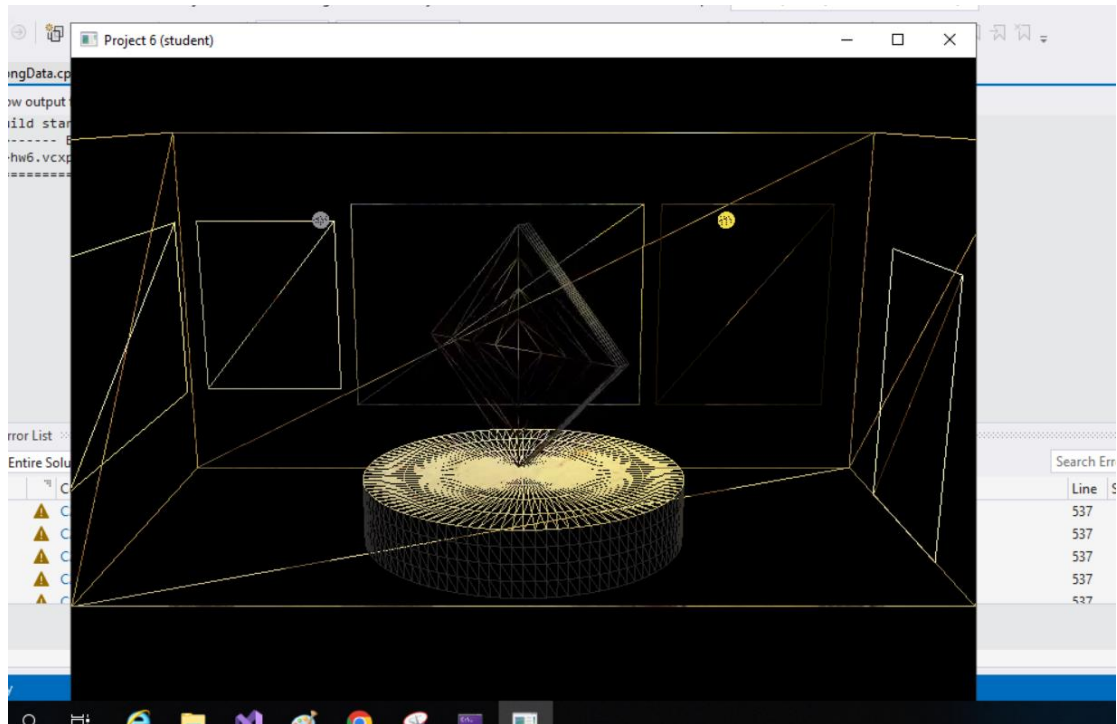 Project 6 (student)
ongData.cp
ow output f
uild star
------- B
hw6.vcxp
==========
rror List
Search Err
Entire Solu
C
Line
S
C
537
C
537
C
537
C
537
C
537
y